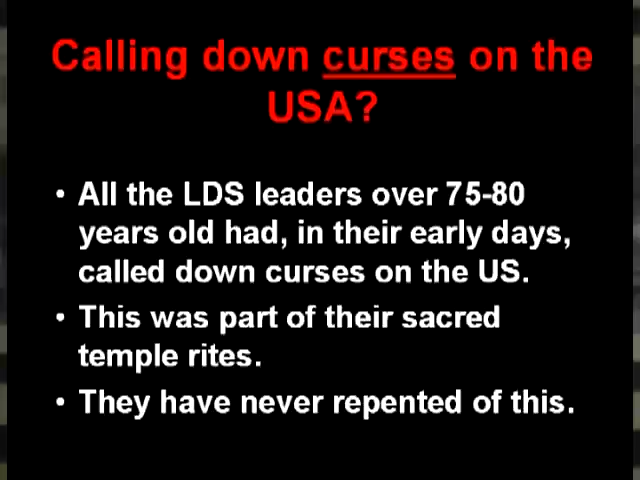 Calling down curses on the
USA?
• All the LDS leaders over 75-80
years old had, in their early days,
called down curses on the US.
• This was part of their sacred
temple rites.
• They have never repented of this.